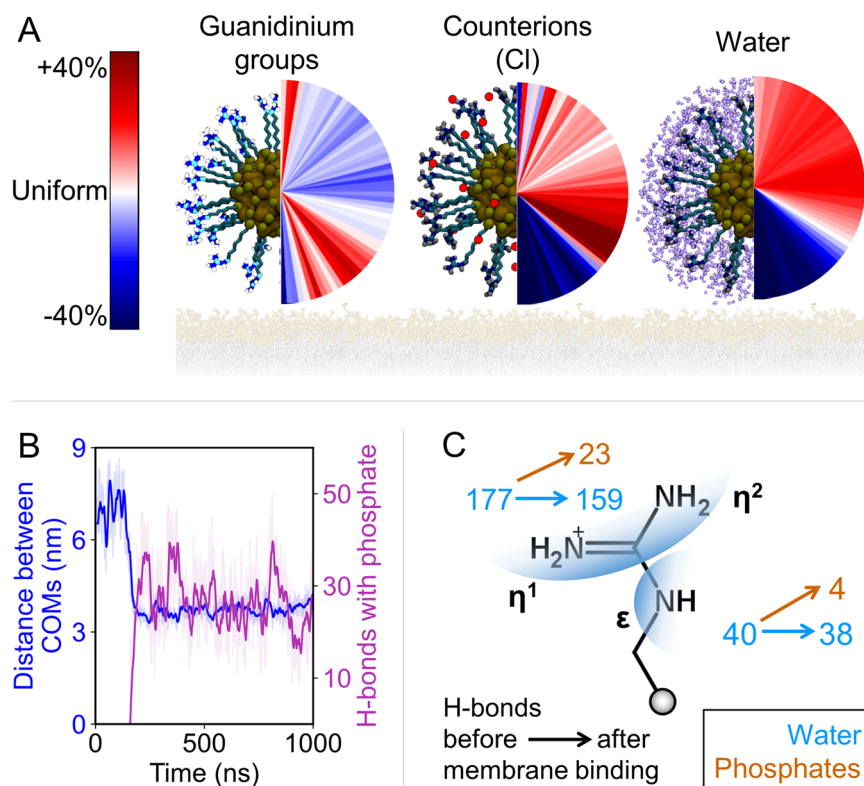 A
Guanidinium
groups
Counterions
(Cl)
Water
+40%
Uniform
-40%
B
Distance between
COMs (nm)
9
6
3
0
H-bonds with phosphate
50
30
10
0
500
1000
Time (ns)
C
23
177
159
NH₂
η²
H₂N
+
η¹
NH
ε
4
40
38
H-bonds
before → after
membrane binding
Water
Phosphates